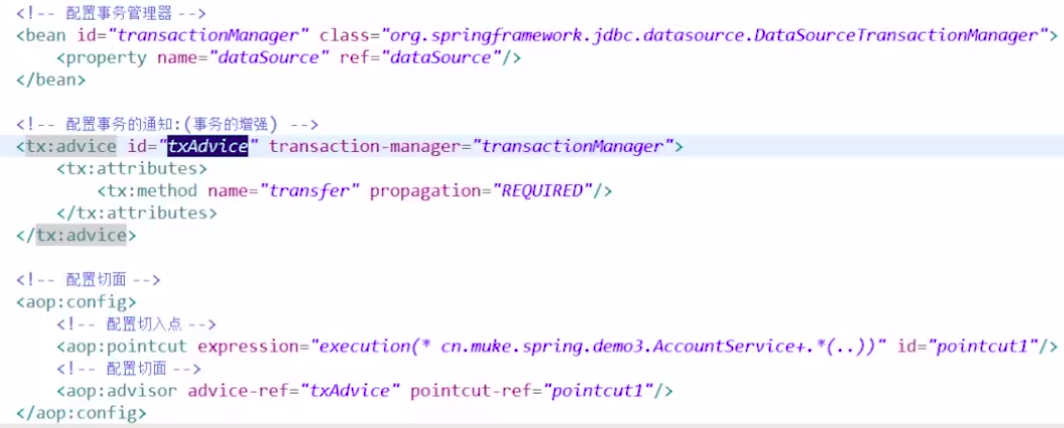 <!-- 配置事务管理器 -->
<bean id="transactionManager" class="org.springframework.jdbc.datasource.DataSourceTransactionManager">
<property name="dataSource" ref="dataSource"/>
</bean>
<!-- 配置事务的通知:(事务的增强) -->
<tx:advice id="txAdvice" transaction-manager="transactionManager">
<tx:attributes>
<tx:method name="transfer" propagation="REQUIRED"/>
</tx:attributes>
</tx:advice>
<!-- 配置切面 -->
<aop:config>
<!-- 配置切入点 -->
<aop:pointcut expression="execution(* cn.muke.spring.demo3.AccountService+.*(..))" id="pointcut1"/>
<!-- 配置切面 -->
<aop:advisor advice-ref="txAdvice" pointcut-ref="pointcut1"/>
</aop:config>